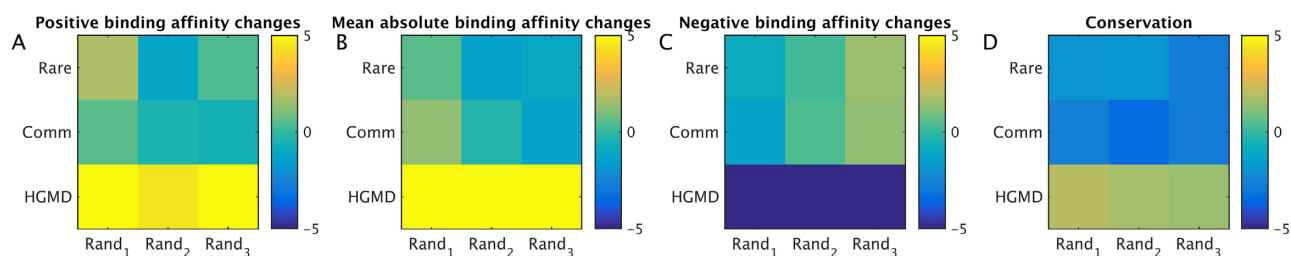 A Positive binding affinity changes
Rare
Comm
HGMD
Rand₁ Rand₂ Rand₃
5
0
−5
B Mean absolute binding affinity changes
Rare
Comm
HGMD
Rand₁ Rand₂ Rand₃
5
0
−5
C Negative binding affinity changes
Rare
Comm
HGMD
Rand₁ Rand₂ Rand₃
5
0
−5
D Conservation
Rare
Comm
HGMD
Rand₁ Rand₂ Rand₃
5
0
−5